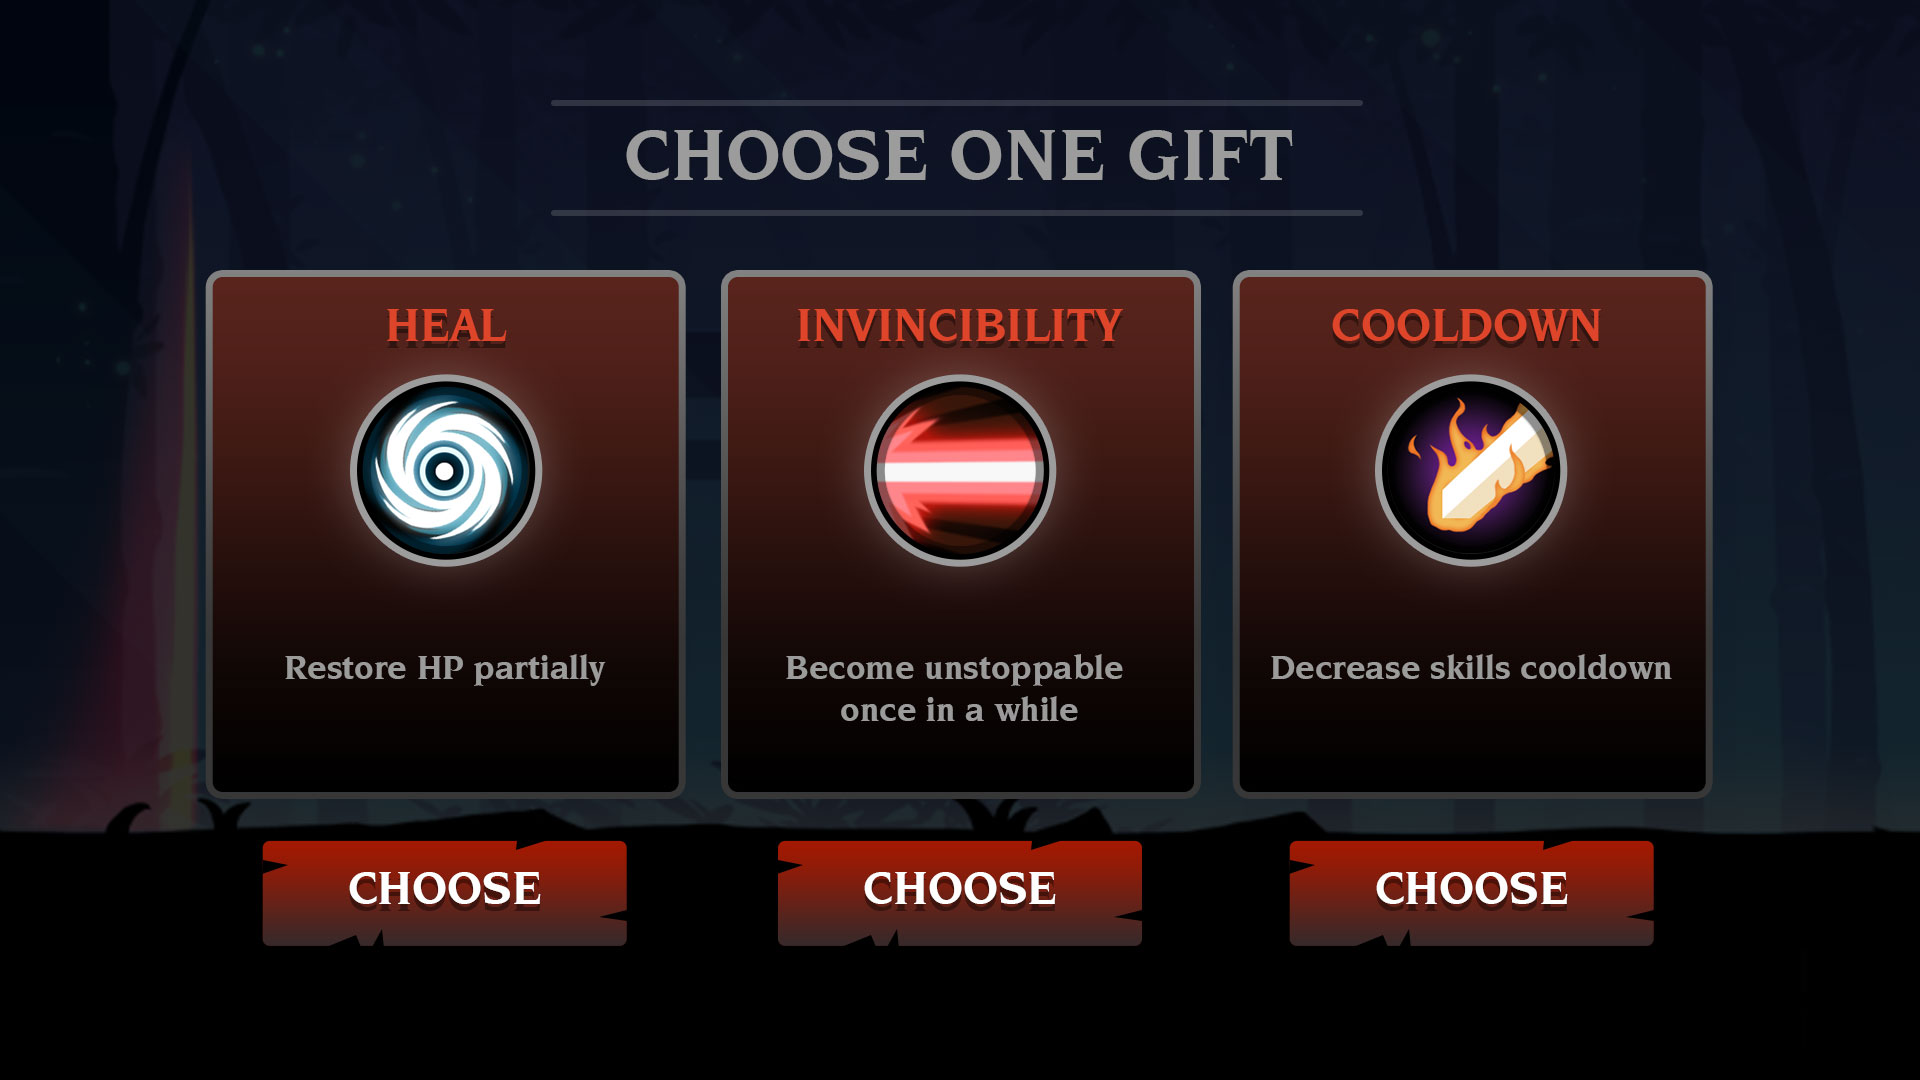 CHOOSE ONE GIFT
HEAL
Restore HP partially
CHOOSE
INVINCIBILITY
Become unstoppable
once in a while
CHOOSE
COOLDOWN
Decrease skills cooldown
CHOOSE